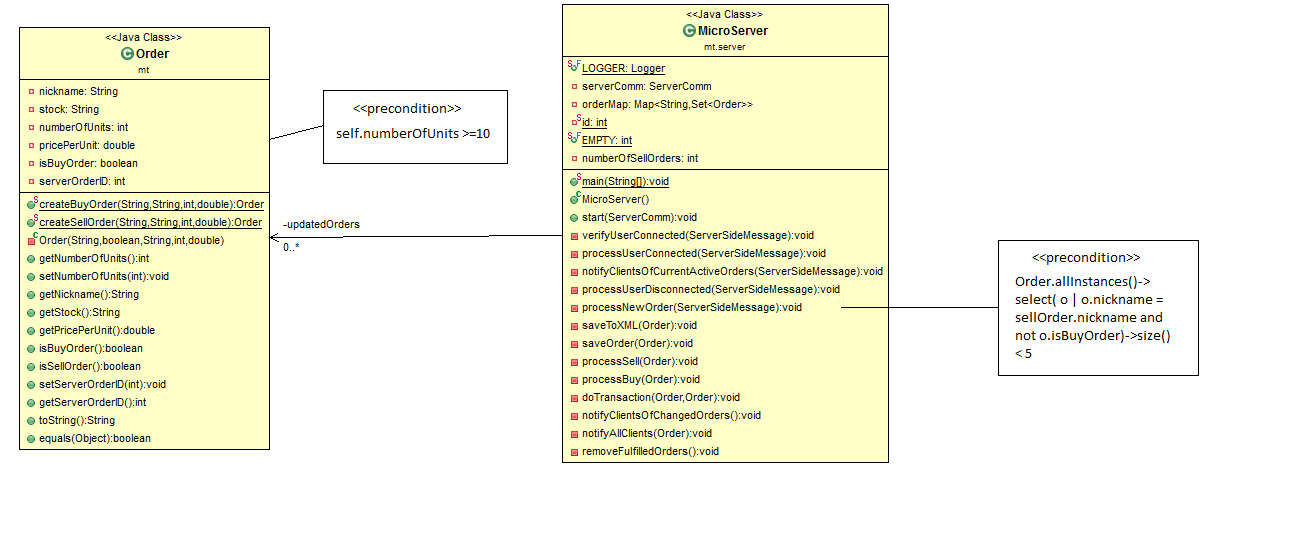 <<Java Class>>
Order
mt
nickname: String
stock: String
numberOfUnits: int
pricePerUnit: double
isBuyOrder: boolean
serverOrderID: int
createBuyOrder(String,String,int,double):Order
createSellOrder(String,String,int,double):Order
Order(String,boolean,String,int,double)
getNumberOfUnits():int
setNumberOfUnits(int):void
getNickname():String
getStock():String
getPricePerUnit():double
isBuyOrder():boolean
isSellOrder():boolean
setServerOrderID(int):void
getServerOrderID():int
toString():String
equals(Object):boolean
<<precondition>>
self.numberOfUnits >=10
-updatedOrders
0..*
<<Java Class>>
MicroServer
mt.server
LOGGER: Logger
serverComm: ServerComm
orderMap: Map<String,Set<Order>>
id: int
EMPTY: int
numberOfSellOrders: int
main(String[]):void
MicroServer()
start(ServerComm):void
verifyUserConnected(ServerSideMessage):void
processUserConnected(ServerSideMessage):void
notifyClientsOfCurrentActiveOrders(ServerSideMessage):void
processUserDisconnected(ServerSideMessage):void
processNewOrder(ServerSideMessage):void
saveToXML(Order):void
saveOrder(Order):void
processSell(Order):void
processBuy(Order):void
doTransaction(Order,Order):void
notifyClientsOfChangedOrders():void
notifyAllClients(Order):void
removeFulfilledOrders():void
<<precondition>>
Order.allInstances()->
select( o | o.nickname =
sellOrder.nickname and
not o.isBuyOrder)->size()
< 5